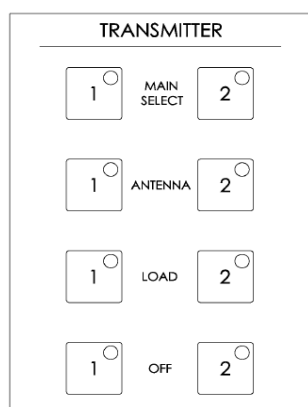 TRANSMITTER
1 MAIN SELECT 2
1 ANTENNA 2
1 LOAD 2
1 OFF 2